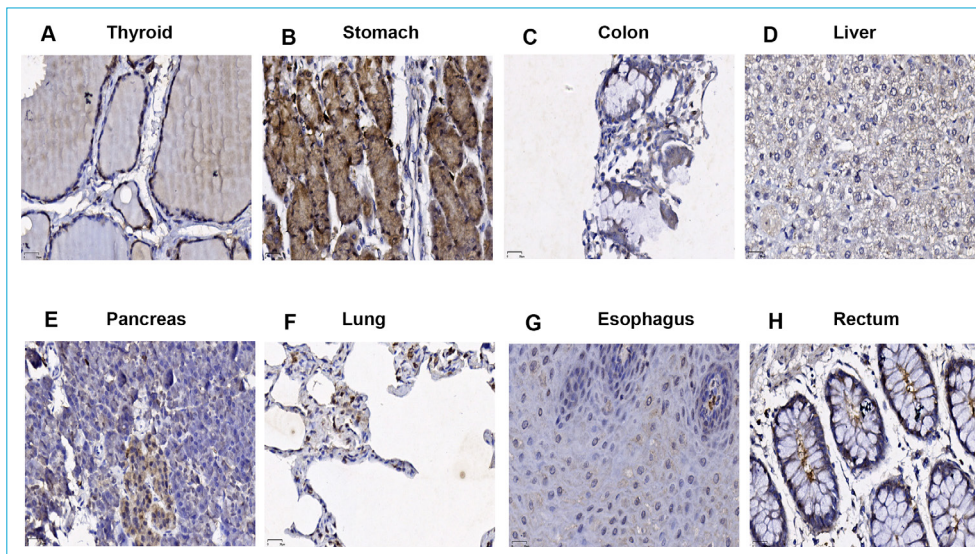 A Thyroid
B Stomach
C Colon
D Liver
E Pancreas
F Lung
G Esophagus
H Rectum